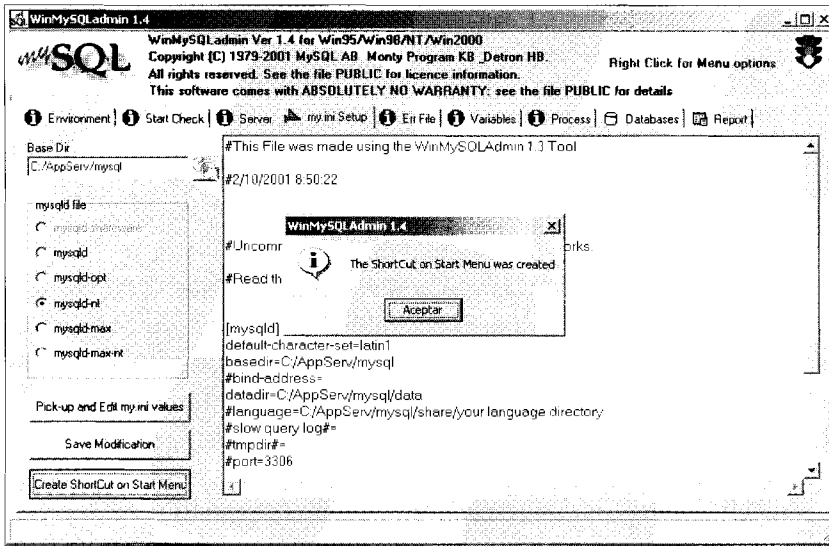 WinMySQLadmin 1.4
mySQL
WinMySQLadmin Ver 1.4 for Win95/Win98/NT/Win2000
Copyright (C) 1979-2001 MySQL AB Monty Program KB _Detron HB.
All rights reserved. See the file PUBLIC for licence information.
This software comes with ABSOLUTELY NO WARRANTY: see the file PUBLIC for details
Right Click for Menu options
Environment Start Check Server my.ini Setup Err File Variables Process Databases Report
Base Dir
C:/AppServ/mysql
mysqld file
mysqld-shareware
mysqld
mysqld-opt
mysqld-nt
mysqld-max
mysqld-max-nt
Pick-up and Edit my.ini values
Save Modification
Create ShortCut on Start Menu
#This File was made using the WinMySQLAdmin 1.3 Tool
#2/10/2001 8:50:22
#Uncomr
orks.
#Read th
WinMySQLAdmin 1.4
The ShortCut on Start Menu was created
Aceptar
[mysqld]
default-character-set=latin1
basedir=C:/AppServ/mysql
#bind-address=
datadir=C:/AppServ/mysql/data
#language=C:/AppServ/mysql/share/your language directory
#slow query log#=
#tmpdir#=
#port=3306